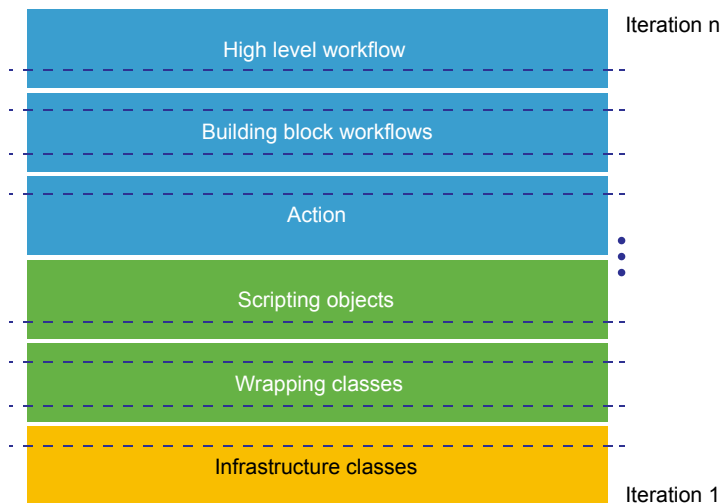 Iteration n
High level workflow
Building block workflows
Action
Scripting objects
Wrapping classes
Infrastructure classes
Iteration 1